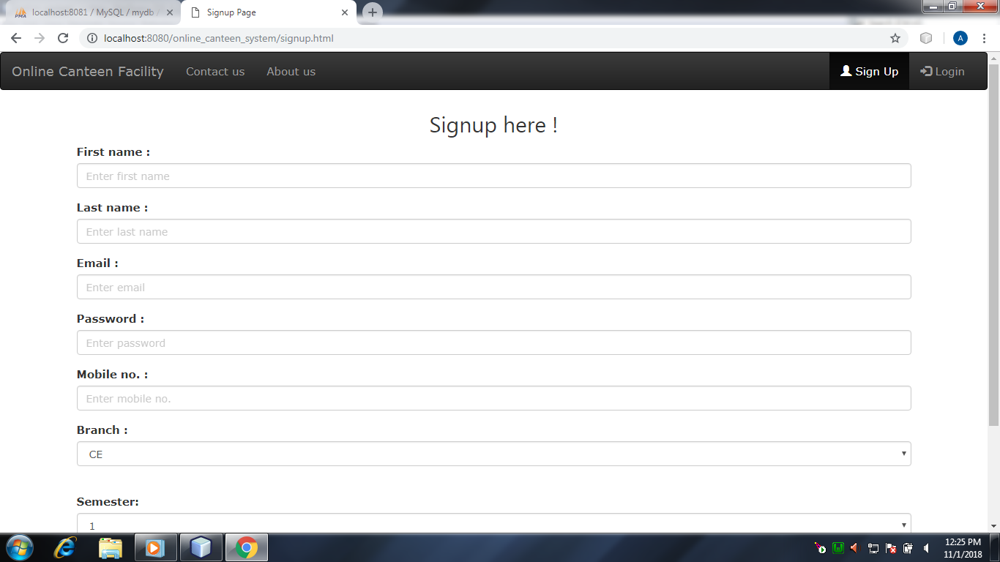 PMA localhost:8081 / MySQL / mydb / Signup Page
localhost:8080/online_canteen_system/signup.html A
Online Canteen Facility Contact us About us Sign Up Login
Signup here !
First name :
Enter first name
Last name :
Enter last name
Email :
Enter email
Password :
Enter password
Mobile no. :
Enter mobile no.
Branch :
CE
Semester:
1
12:25 PM
11/1/2018